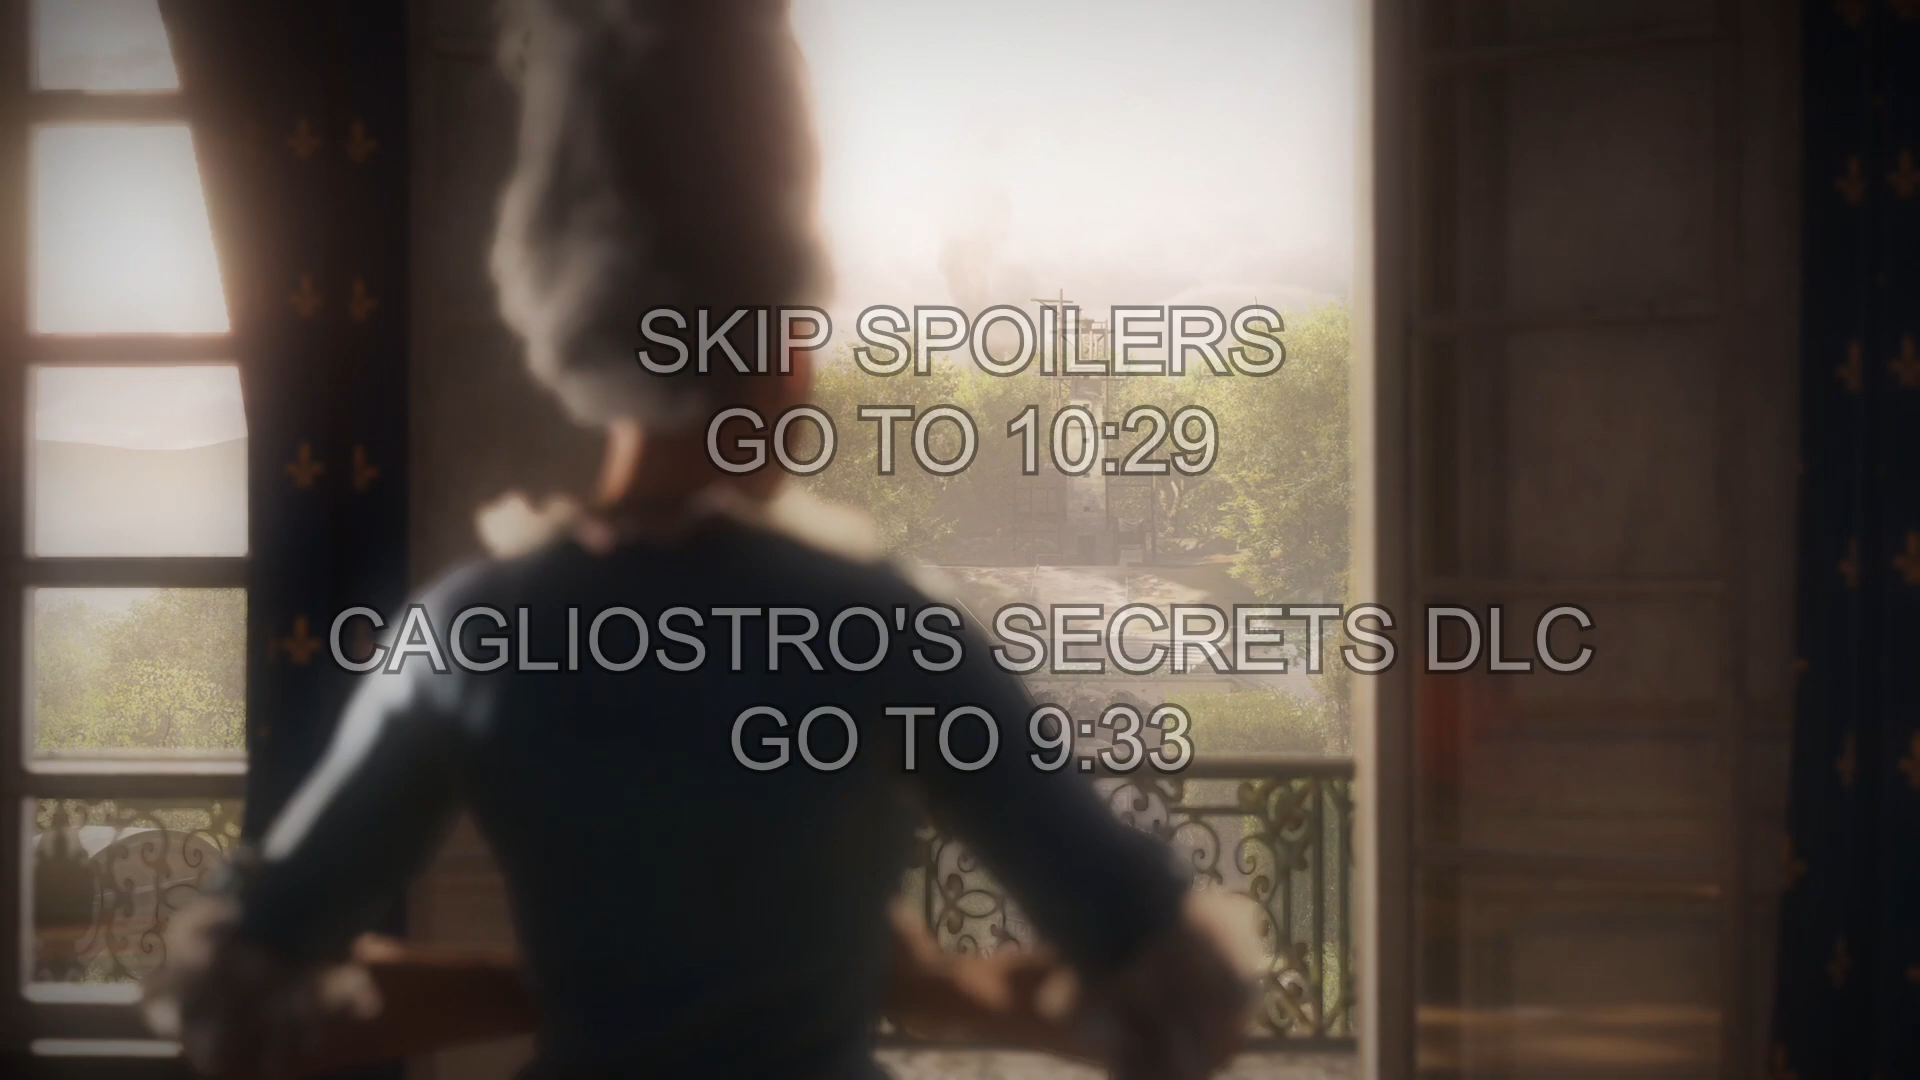 SKIP SPOILERS
GO TO 10:29
CAGLIOSTRO'S SECRETS DLC
GO TO 9:33